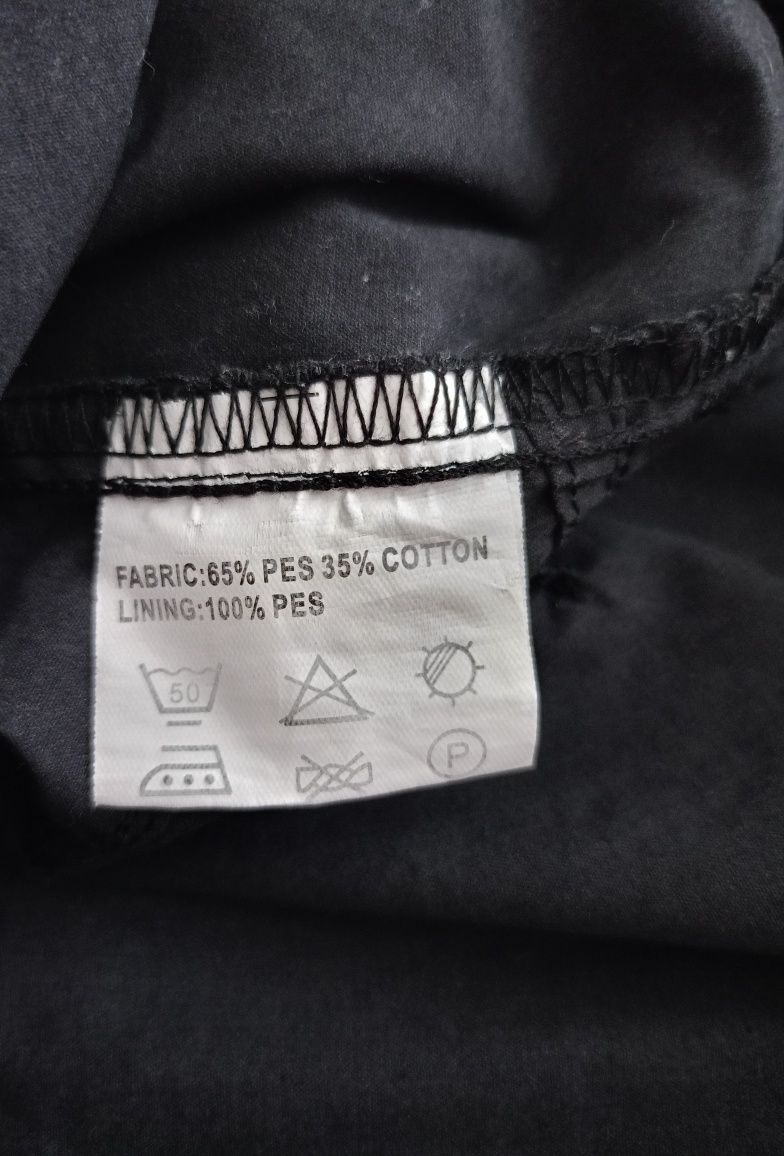 FABRIC:65% PES 35% COTTON
LINING:100% PES
50
P